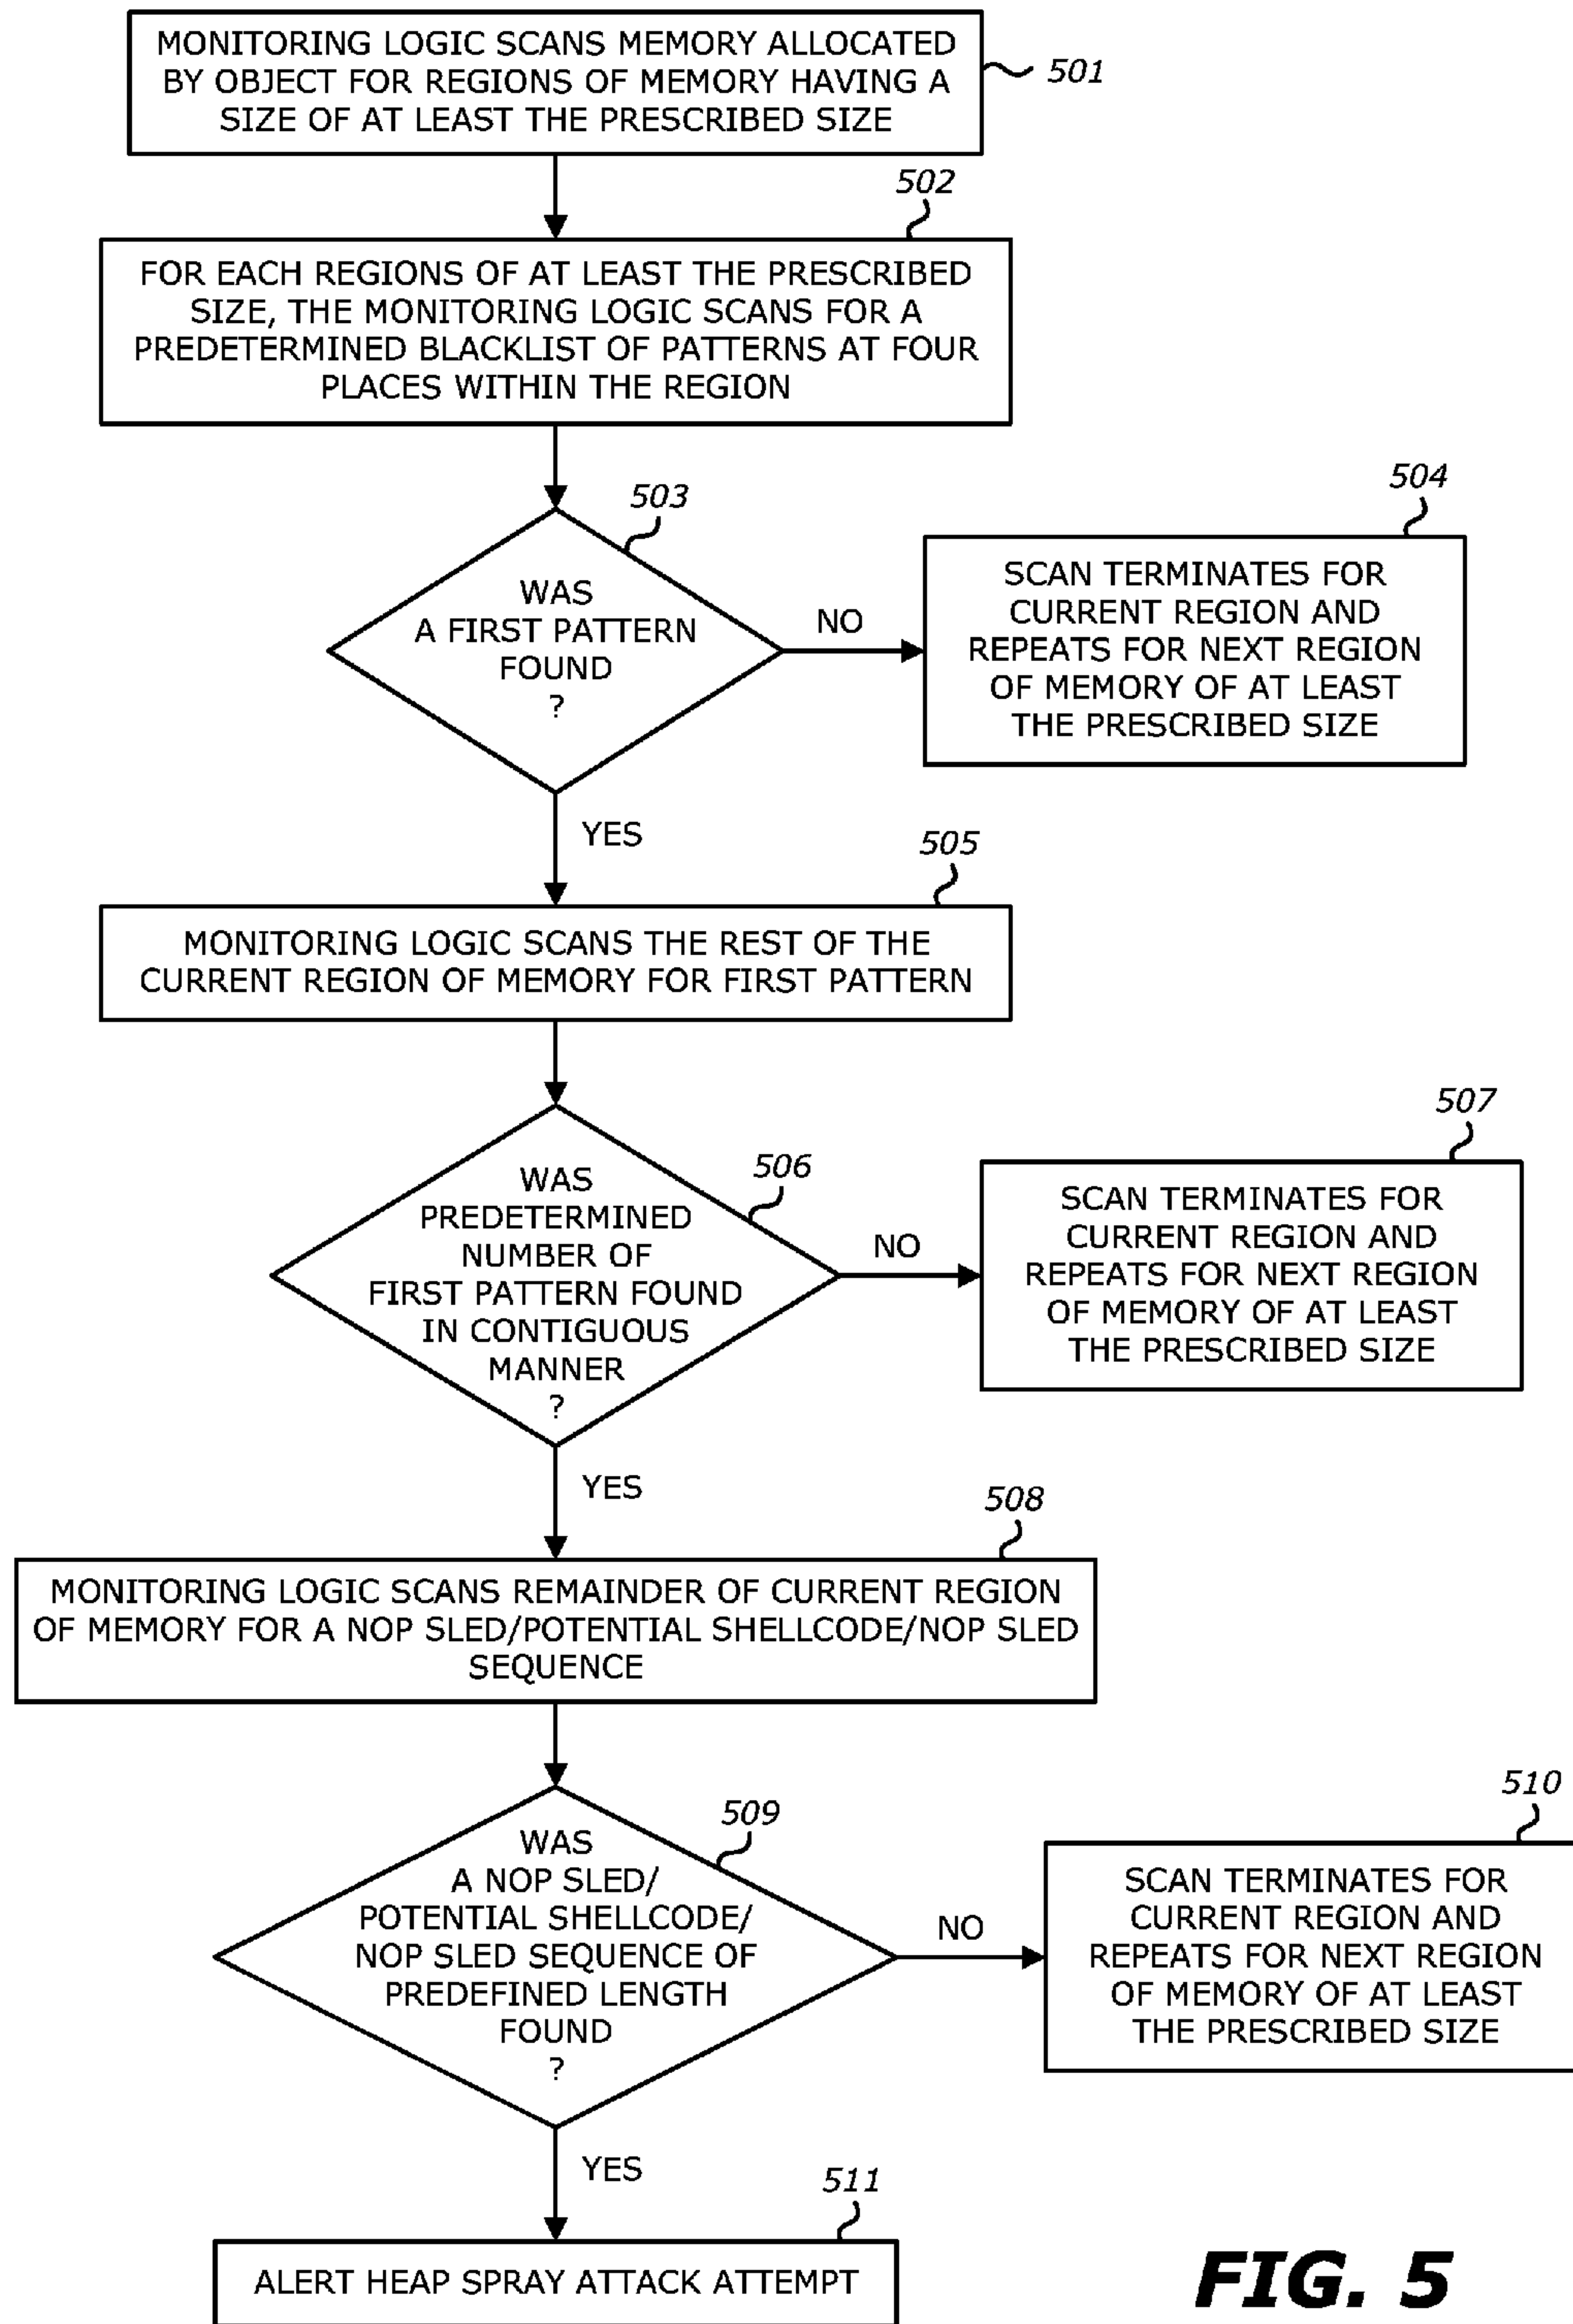 MONITORING LOGIC SCANS MEMORY ALLOCATED
BY OBJECT FOR REGIONS OF MEMORY HAVING A
SIZE OF AT LEAST THE PRESCRIBED SIZE
501
502
FOR EACH REGIONS OF AT LEAST THE PRESCRIBED
SIZE, THE MONITORING LOGIC SCANS FOR A
PREDETERMINED BLACKLIST OF PATTERNS AT FOUR
PLACES WITHIN THE REGION
503
WAS
A FIRST PATTERN
FOUND
?
NO
504
SCAN TERMINATES FOR
CURRENT REGION AND
REPEATS FOR NEXT REGION
OF MEMORY OF AT LEAST
THE PRESCRIBED SIZE
YES
505
MONITORING LOGIC SCANS THE REST OF THE
CURRENT REGION OF MEMORY FOR FIRST PATTERN
506
WAS
PREDETERMINED
NUMBER OF
FIRST PATTERN FOUND
IN CONTIGUOUS
MANNER
?
NO
507
SCAN TERMINATES FOR
CURRENT REGION AND
REPEATS FOR NEXT REGION
OF MEMORY OF AT LEAST
THE PRESCRIBED SIZE
YES
508
MONITORING LOGIC SCANS REMAINDER OF CURRENT REGION
OF MEMORY FOR A NOP SLED/POTENTIAL SHELLCODE/NOP SLED
SEQUENCE
509
WAS
A NOP SLED/
POTENTIAL SHELLCODE/
NOP SLED SEQUENCE OF
PREDEFINED LENGTH
FOUND
?
NO
510
SCAN TERMINATES FOR
CURRENT REGION AND
REPEATS FOR NEXT REGION
OF MEMORY OF AT LEAST
THE PRESCRIBED SIZE
YES
511
ALERT HEAP SPRAY ATTACK ATTEMPT
FIG. 5